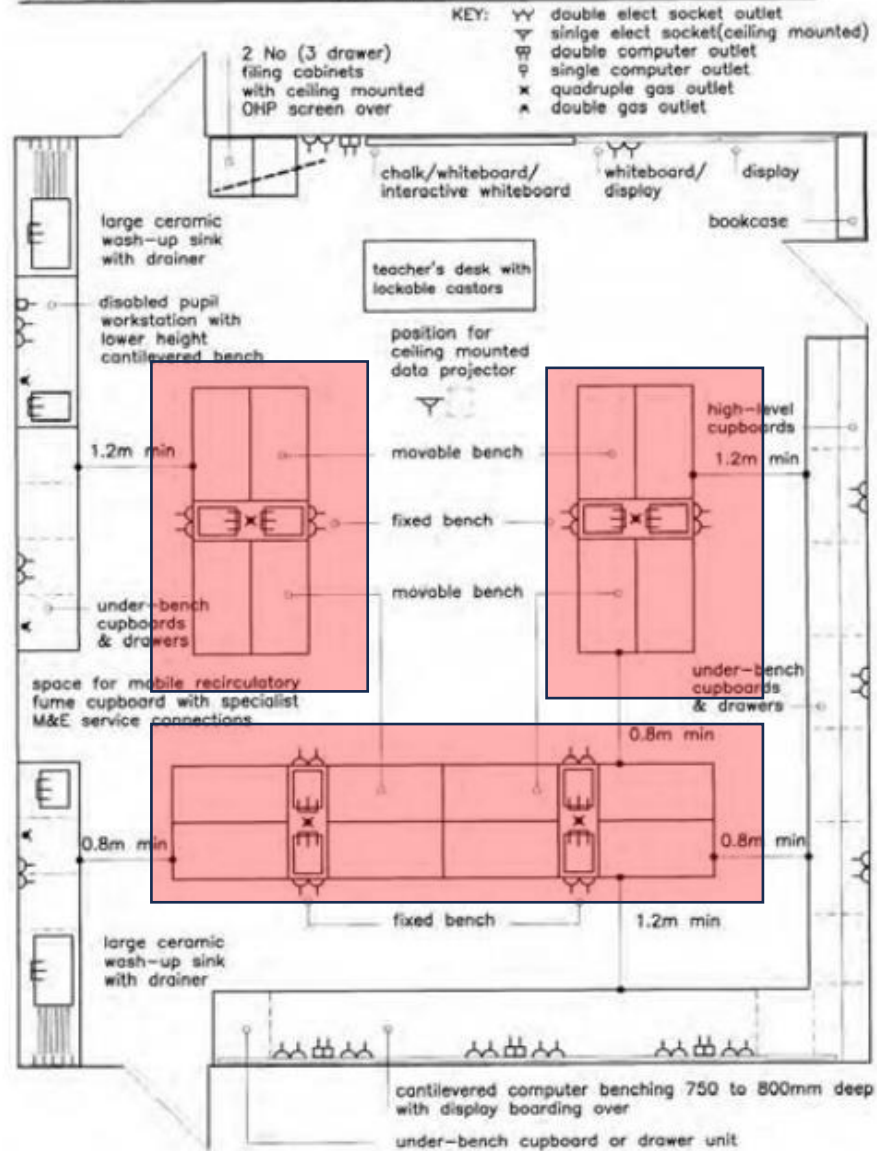 KEY:
double elect socket outlet
sinlge elect socket(ceiling mounted)
double computer outlet
single computer outlet
quadruple gas outlet
double gas outlet
2 No (3 drawer)
filing cabinets
with ceiling mounted
OHP screen over
chalk/whiteboard/
interactive whiteboard
whiteboard/
display
display
bookcase
large ceramic
wash-up sink
with drainer
teacher's desk with
lockable castors
disabled pupil
workstation with
lower height
cantilevered bench
position for
ceiling mounted
data projector
high-level
cupboards
1.2m min
movable bench
1.2m min
fixed bench
movable bench
under-bench
cupboards
& drawers
space for mobile recirculatory
fume cupboard with specialist
M&E service connections
under-bench
cupboards
& drawers
0.8m min
0.8m min
0.8m min
fixed bench
1.2m min
large ceramic
wash-up sink
with drainer
cantilevered computer benching 750 to 800mm deep
with display boarding over
under-bench cupboard or drawer unit